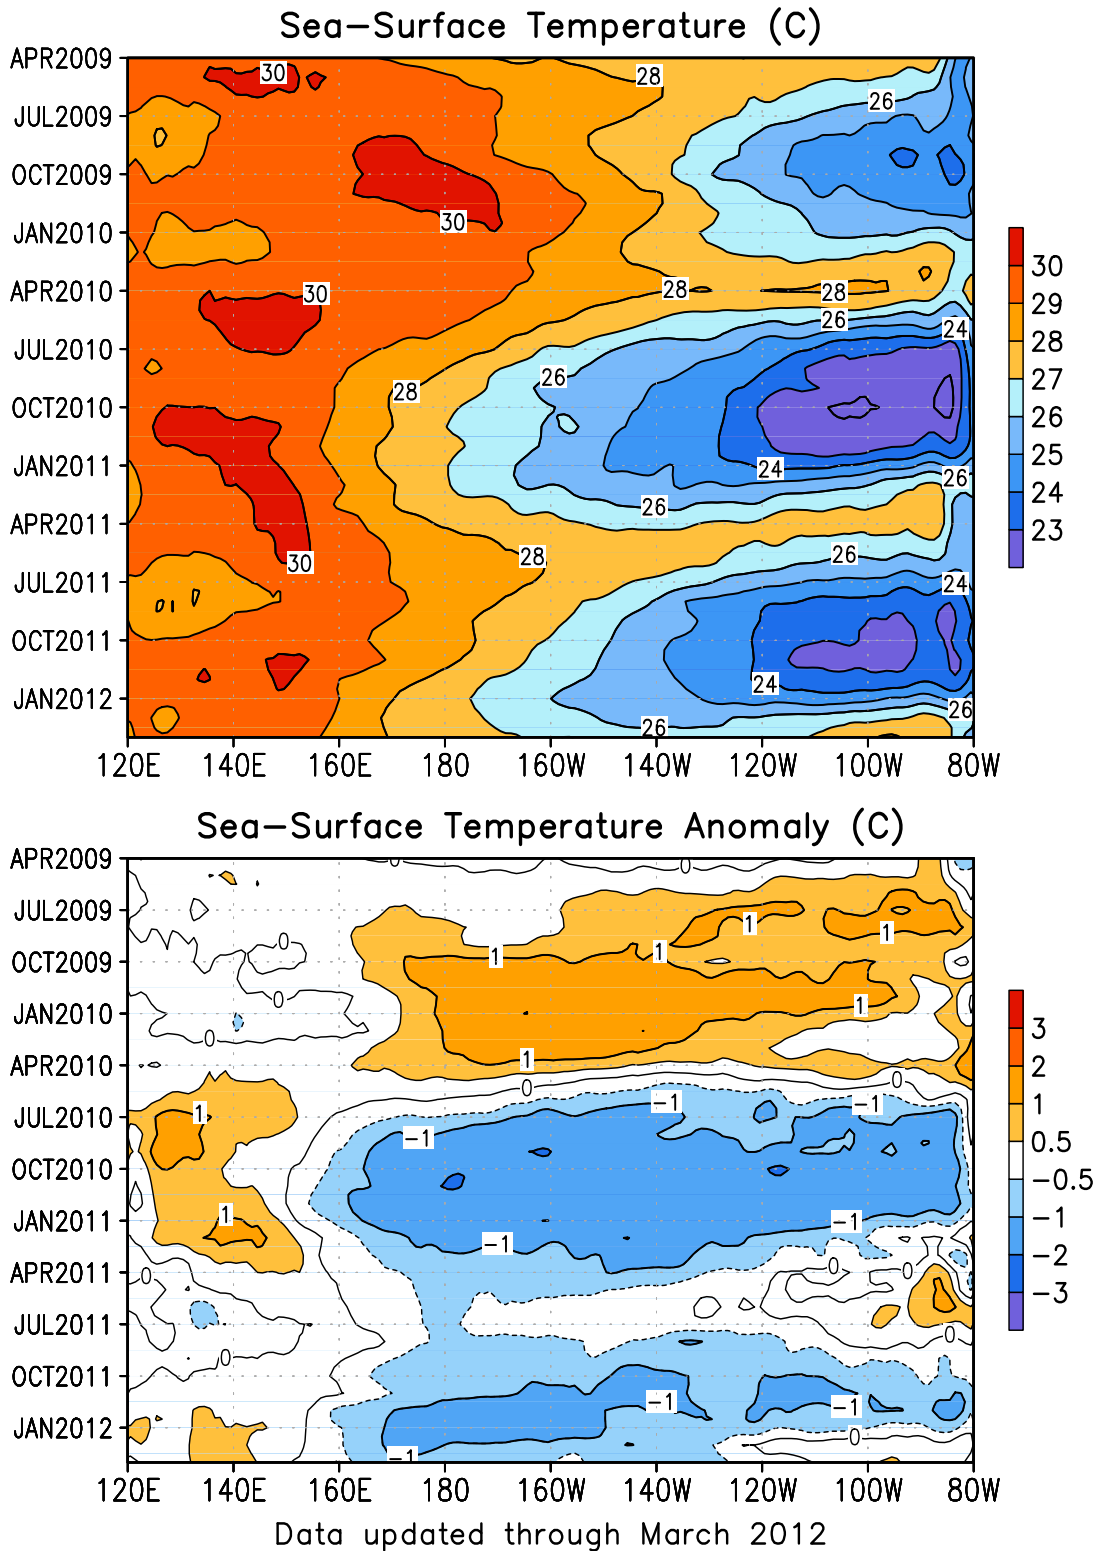 Sea-Surface Temperature (C)
APR2009
JUL2009
OCT2009
JAN2010
APR2010
JUL2010
OCT2010
JAN2011
APR2011
JUL2011
OCT2011
JAN2012
30
28
26
30
30
28
28
26
24
26
28
24
26
26
30
28
26
24
24
26
26
120E 140E 160E 180 160W 140W 120W 100W 80W
30
29
28
27
26
25
24
23
Sea-Surface Temperature Anomaly (C)
APR2009
JUL2009
OCT2009
JAN2010
APR2010
JUL2010
OCT2010
JAN2011
APR2011
JUL2011
OCT2011
JAN2012
0
0
1
1
0
1
1
0
1
0
1
0
0
1
-1
-1
-1
1
-1
-1
0
0
0
0
0
-1
-1
0
-1
120E 140E 160E 180 160W 140W 120W 100W 80W
3
2
1
0.5
-0.5
-1
-2
-3
Data updated through March 2012